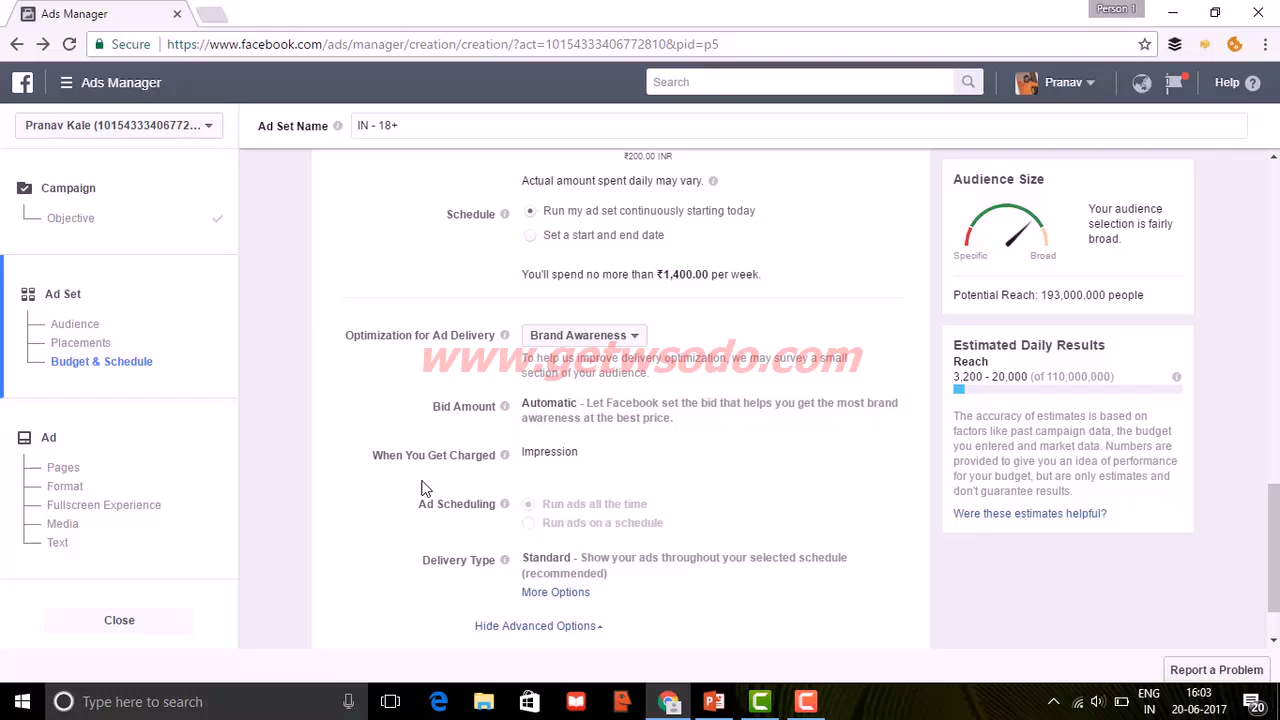 Ads Manager
Person 1
Secure
https://www.facebook.com/ads/manager/creation/creation/?act=10154333406772810&pid=p5
Ads Manager
Search
Pranav
Help
Pranav Kale (10154333406772...
Ad Set Name
IN - 18+
Campaign
Objective
Ad Set
Audience
Placements
Budget & Schedule
Ad
Pages
Format
Fullscreen Experience
Media
Text
Close
₹200.00 INR
Actual amount spent daily may vary.
Schedule
Run my ad set continuously starting today
Set a start and end date
You'll spend no more than ₹1,400.00 per week.
Optimization for Ad Delivery
Brand Awareness
To help us improve delivery optimization, we may survey a small
section of your audience.
www.getwsodo.com
Bid Amount
Automatic - Let Facebook set the bid that helps you get the most brand
awareness at the best price.
When You Get Charged
Impression
Ad Scheduling
Run ads all the time
Run ads on a schedule
Delivery Type
Standard - Show your ads throughout your selected schedule
(recommended)
More Options
Hide Advanced Options
Audience Size
Specific
Broad
Your audience
selection is fairly
broad.
Potential Reach: 193,000,000 people
Estimated Daily Results
Reach
3,200 - 20,000 (of 110,000,000)
The accuracy of estimates is based on
factors like past campaign data, the budget
you entered and market data. Numbers are
provided to give you an idea of performance
for your budget, but are only estimates and
don't guarantee results.
Were these estimates helpful?
Report a Problem
Type here to search
ENG
IN
16:03
20-06-2017
20